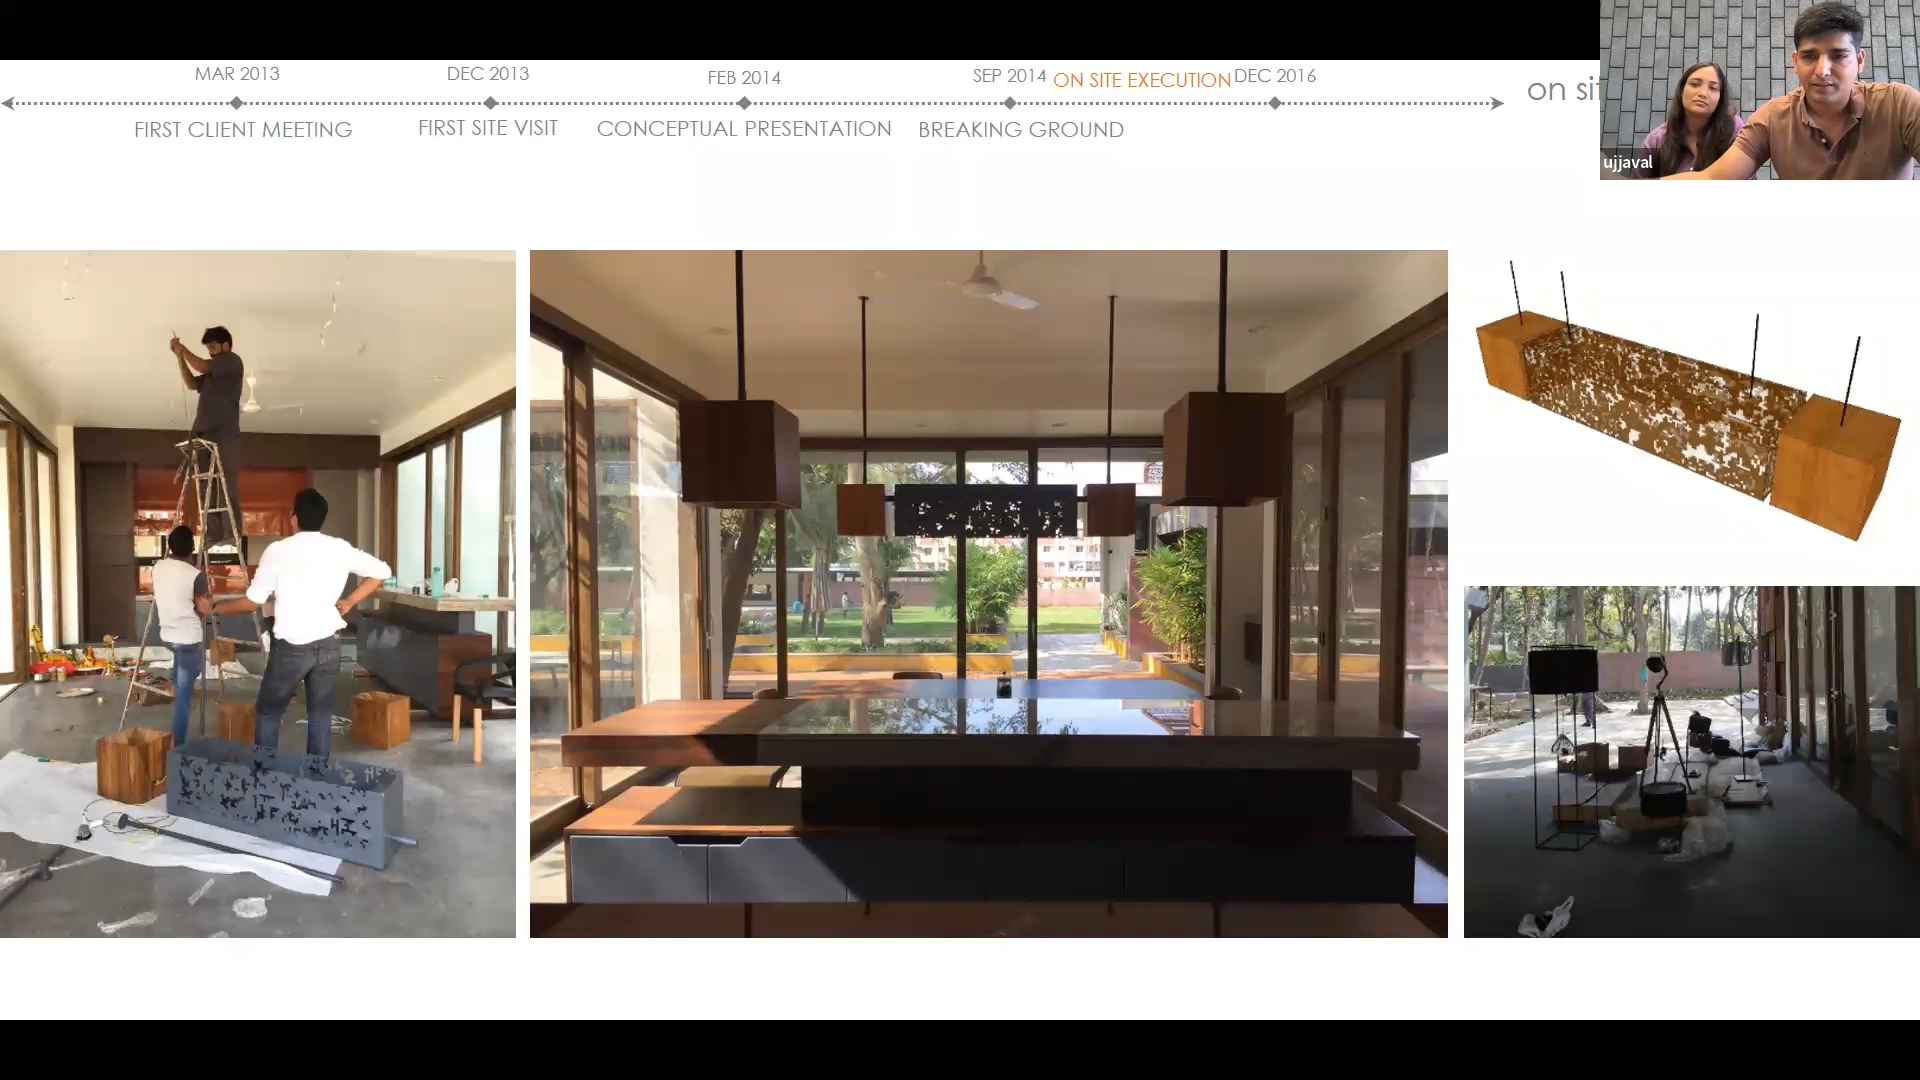 MAR 2013
DEC 2013
FEB 2014
SEP 2014
ON SITE EXECUTION
DEC 2016
on sit
FIRST CLIENT MEETING
FIRST SITE VISIT
CONCEPTUAL PRESENTATION
BREAKING GROUND
ujjaval